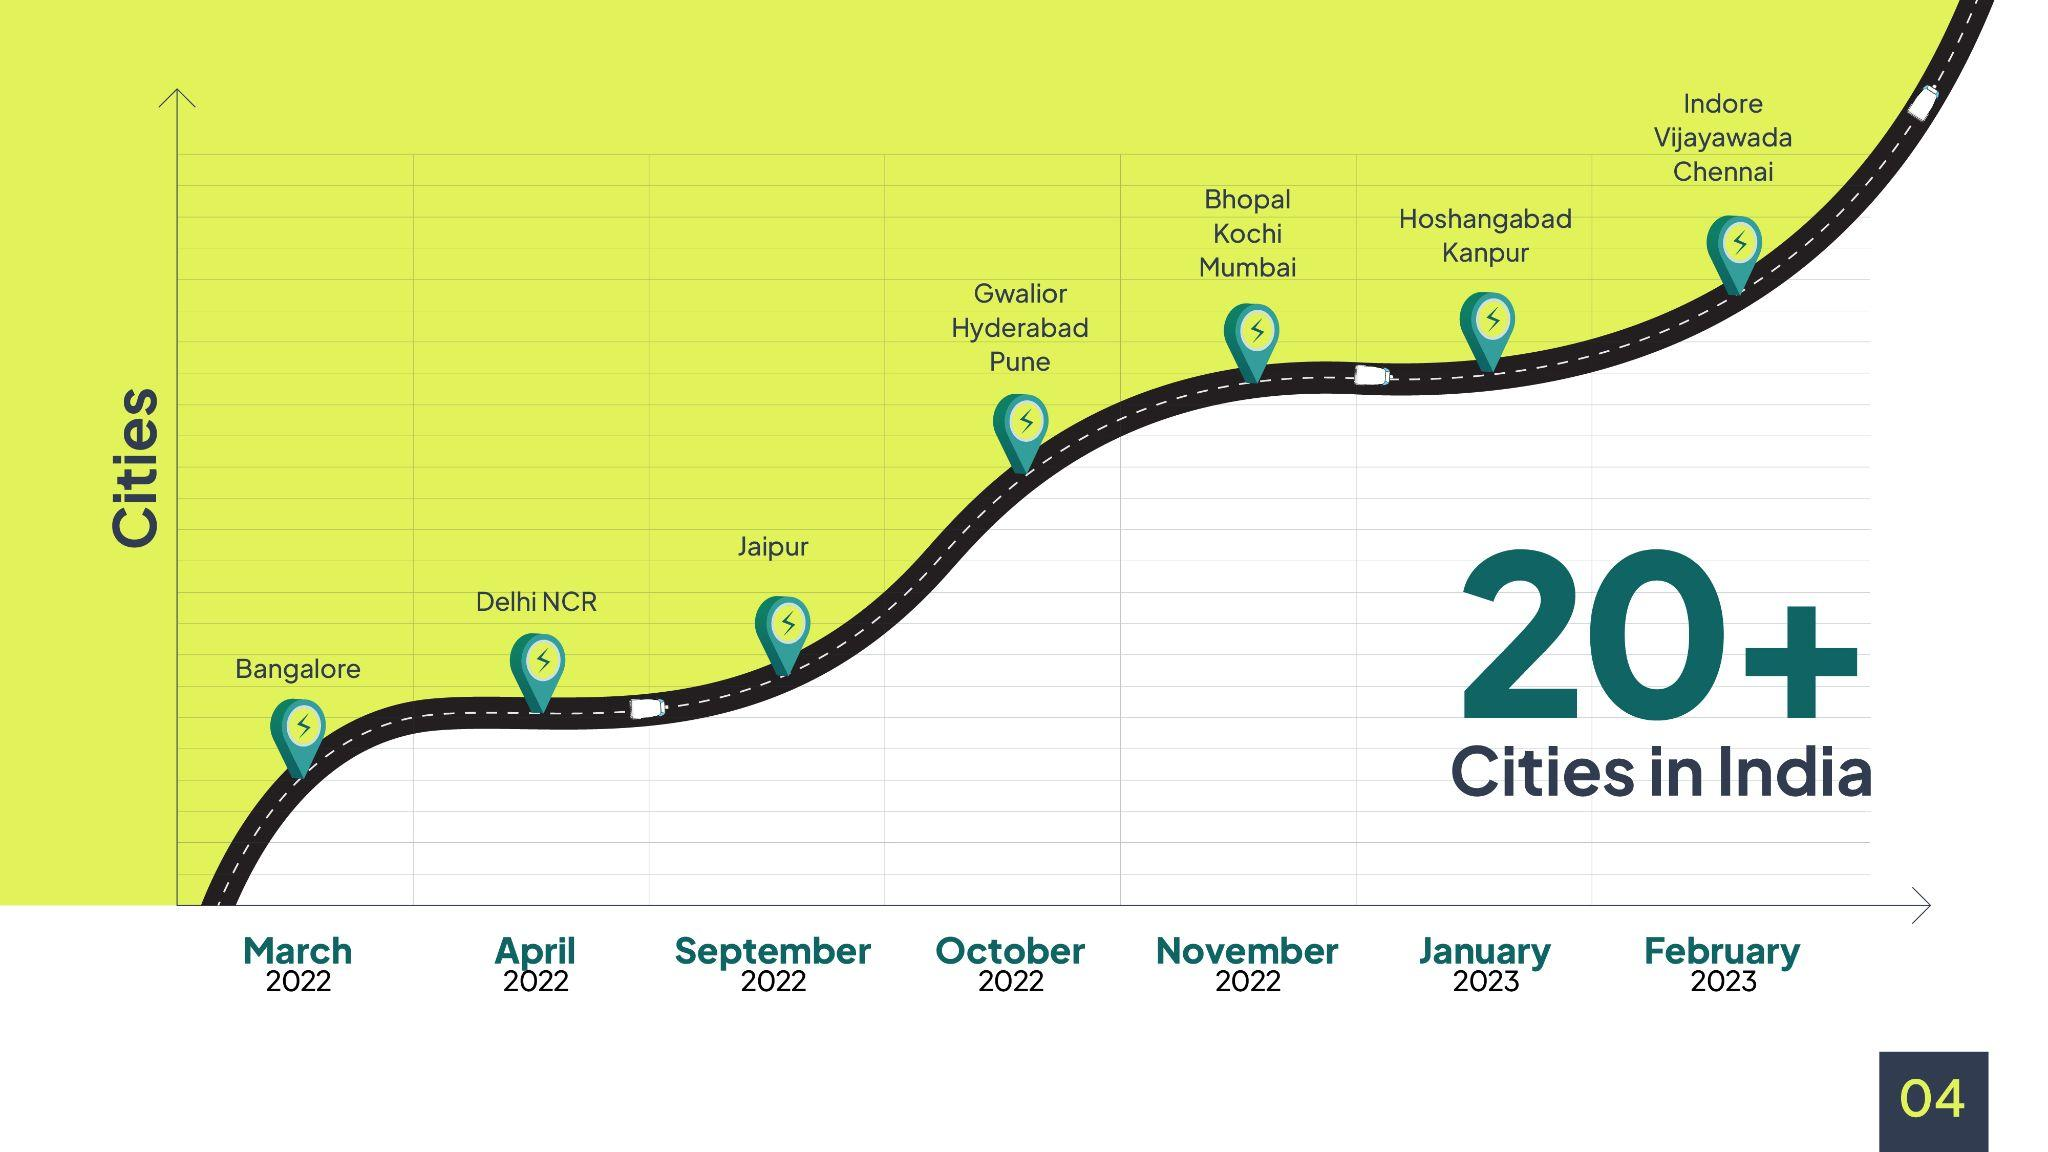 Cities
Bangalore
Delhi NCR
Jaipur
Gwalior
Hyderabad
Pune
Bhopal
Kochi
Mumbai
Hoshangabad
Kanpur
Indore
Vijayawada
Chennai
20+
Cities in India
March
2022
April
2022
September
2022
October
2022
November
2022
January
2023
February
2023
04